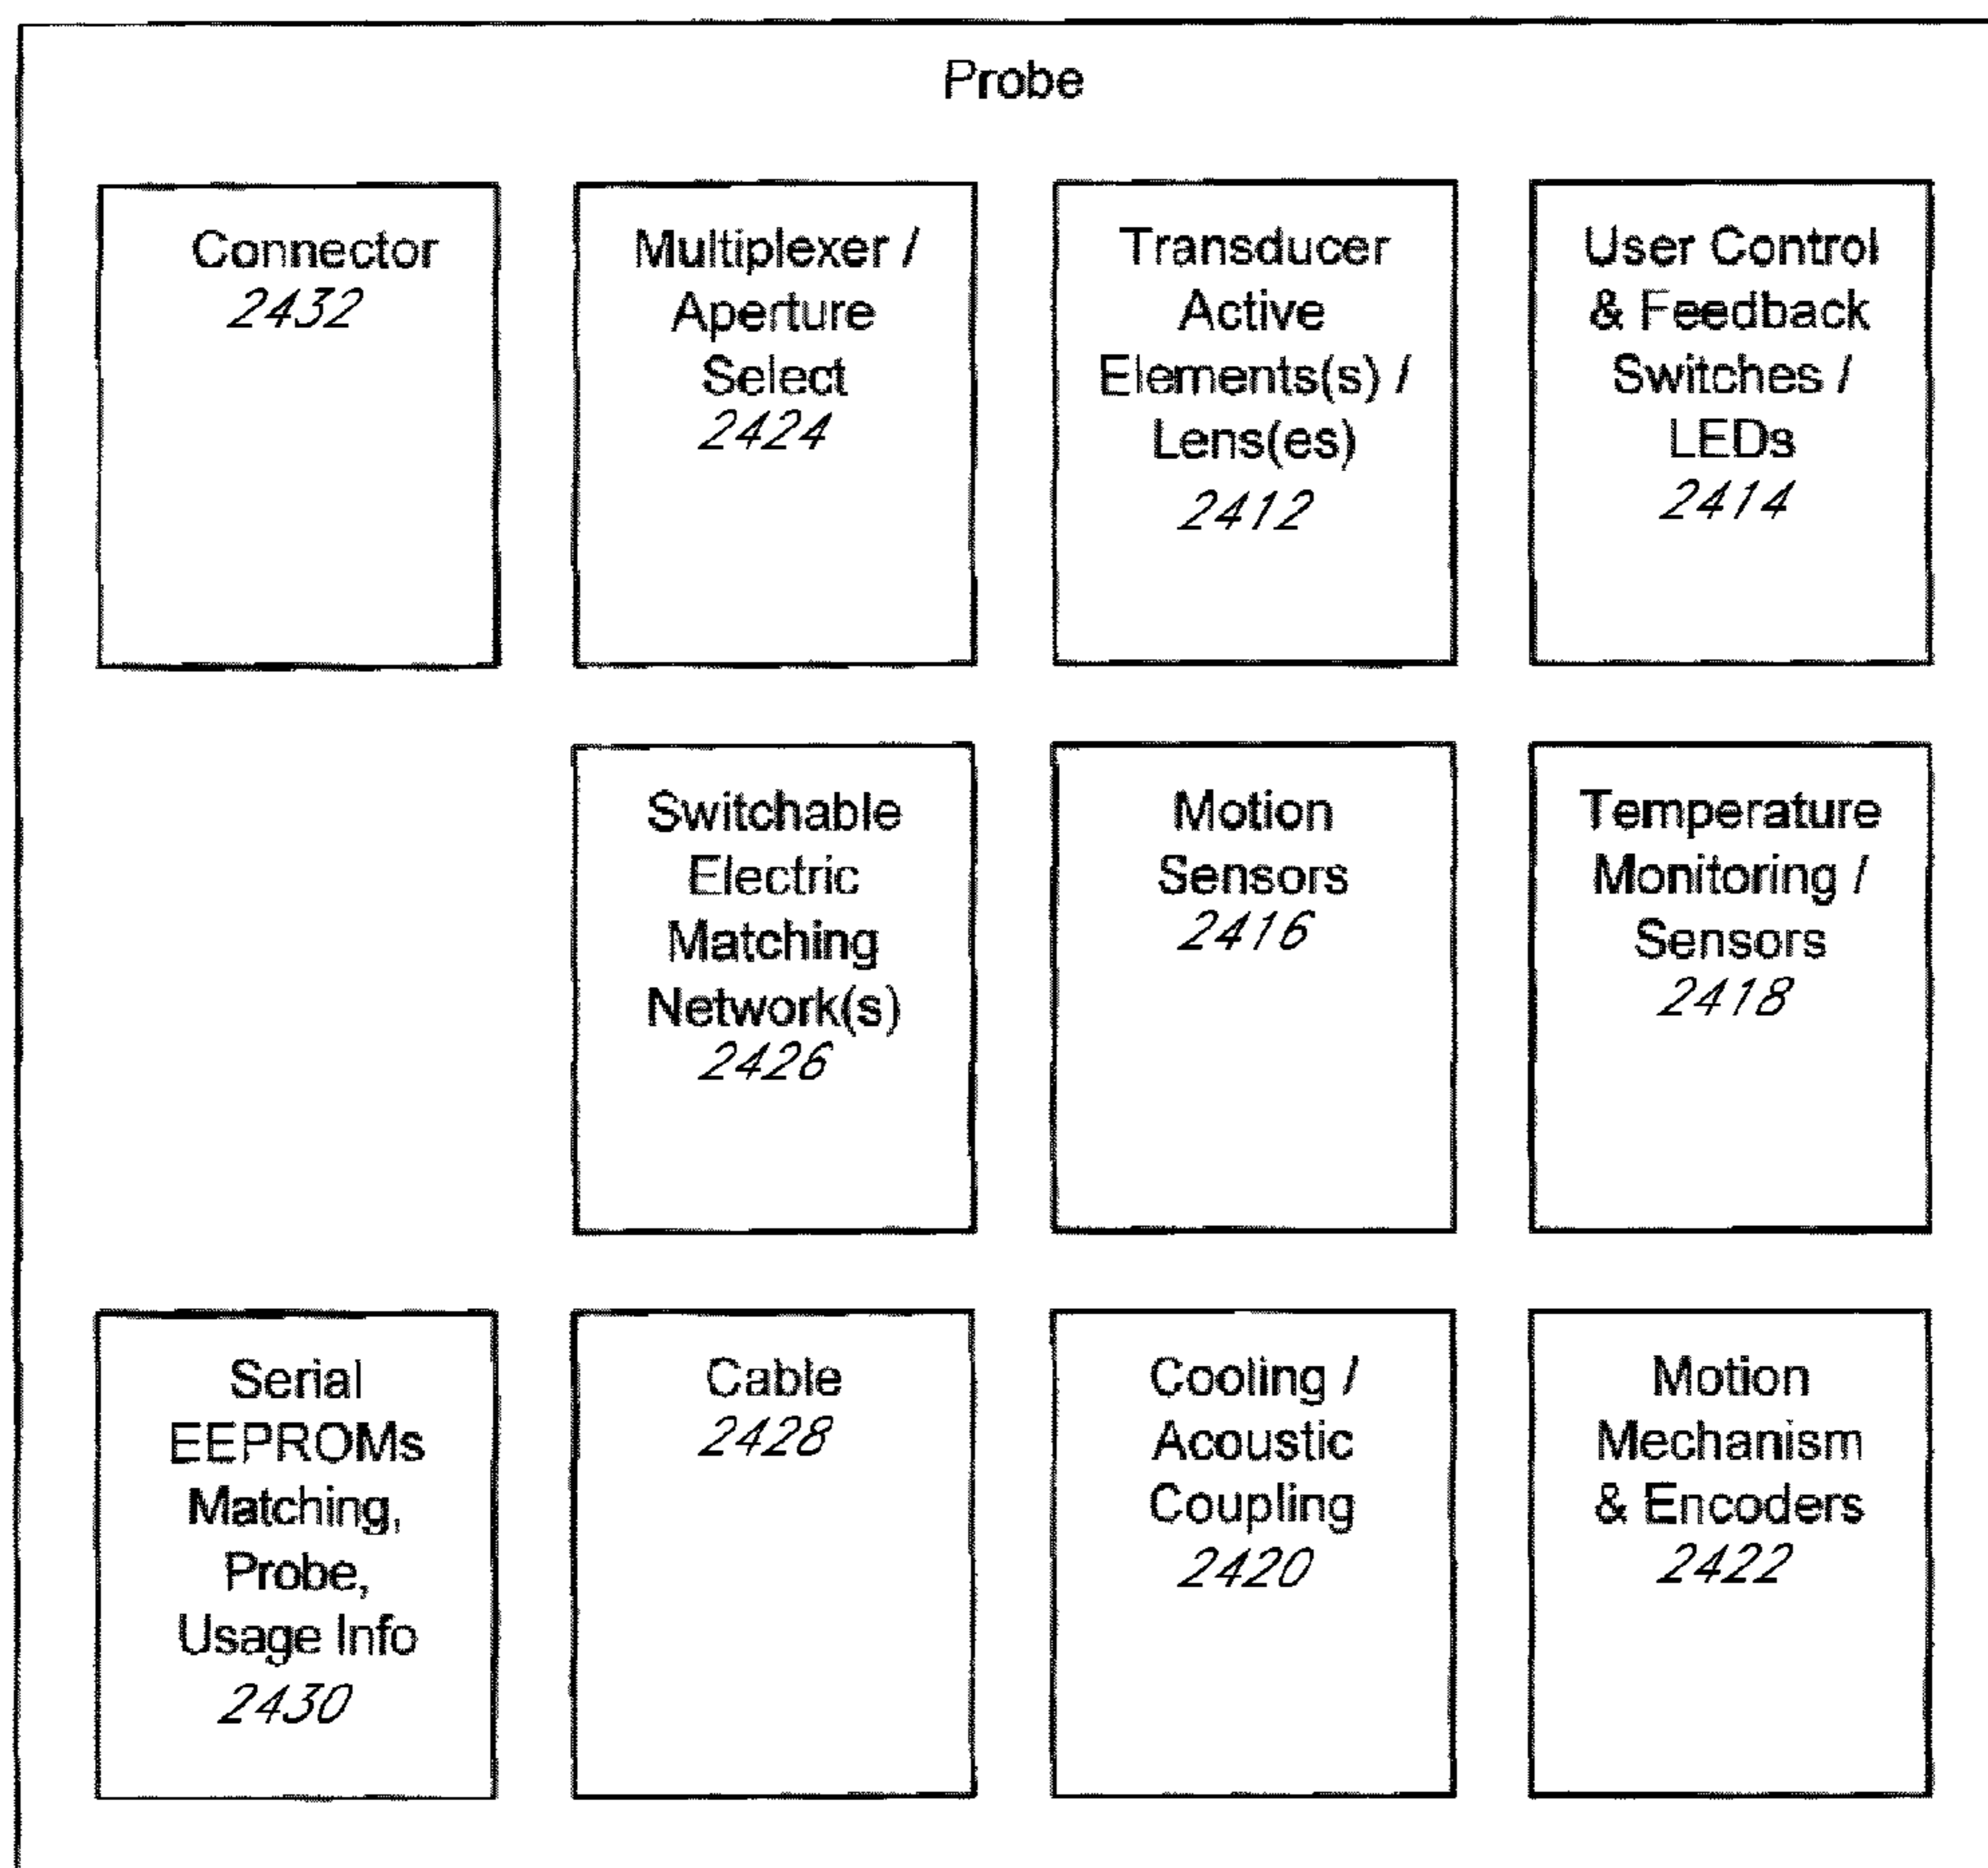 Probe
Connector
2432
Multiplexer /
Aperture
Select
2424
Transducer
Active
Elements(s) /
Lens(es)
2412
User Control
& Feedback
Switches /
LEDs
2414
Switchable
Electric
Matching
Network(s)
2426
Motion
Sensors
2416
Temperature
Monitoring /
Sensors
2418
Serial
EEPROMs
Matching,
Probe,
Usage Info
2430
Cable
2428
Cooling /
Acoustic
Coupling
2420
Motion
Mechanism
& Encoders
2422